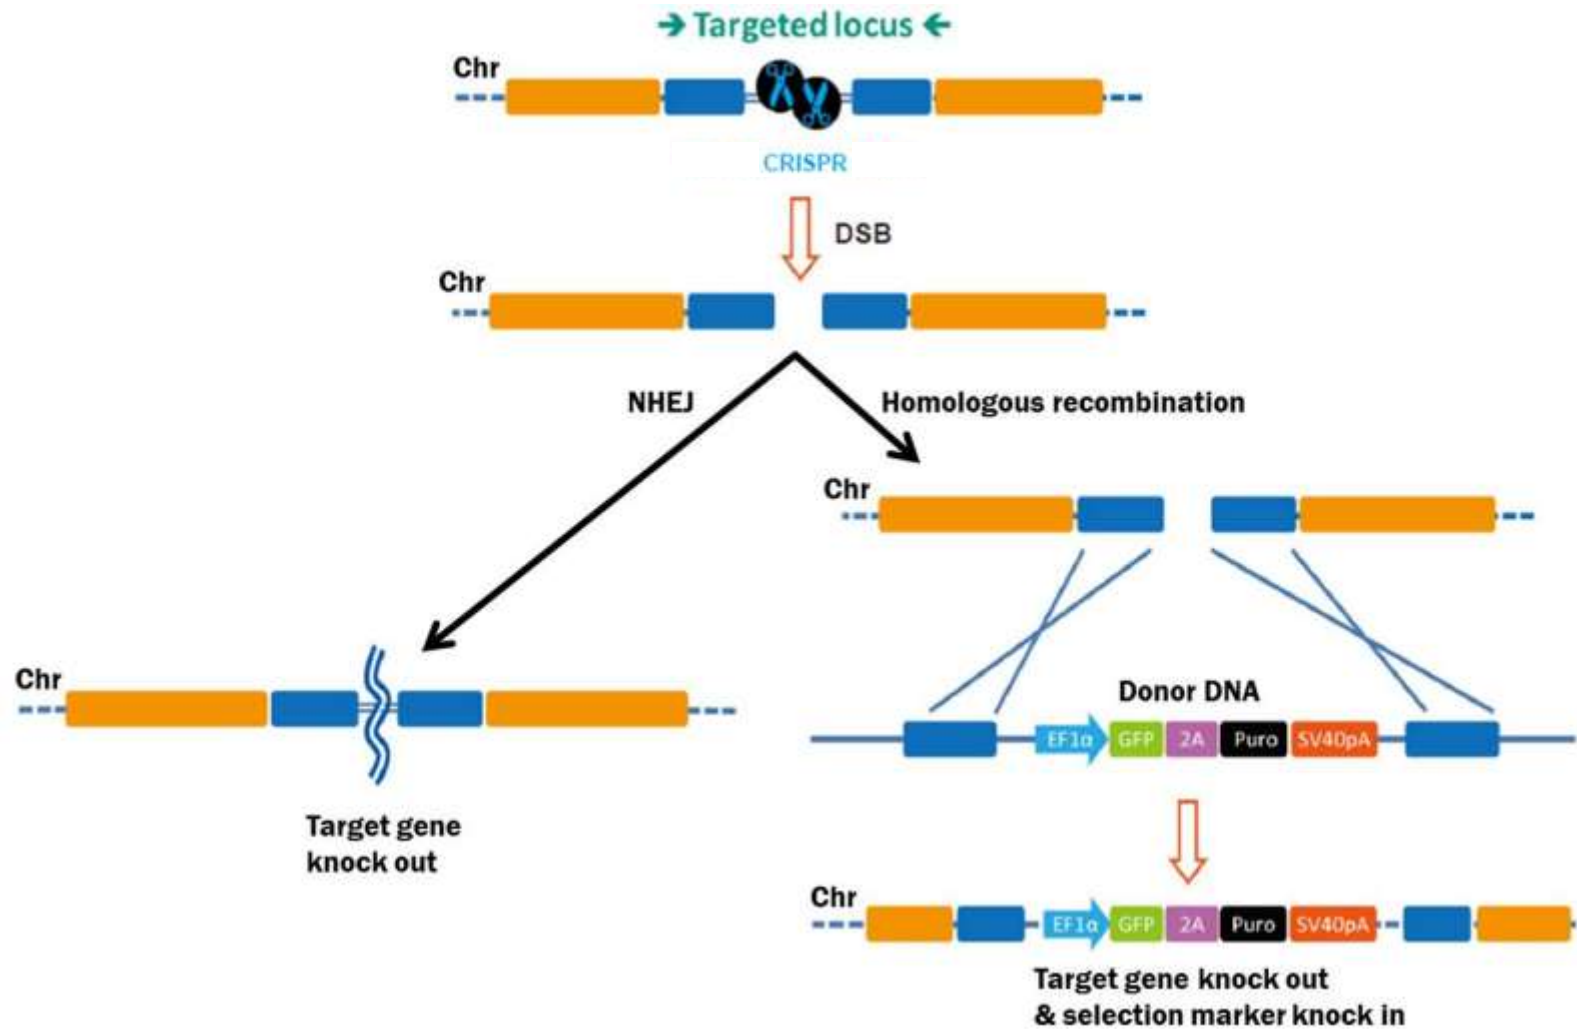 → Targeted locus ←
Chr
CRISPR
DSB
Chr
NHEJ
Homologous recombination
Chr
Chr
Donor DNA
EF1α GFP 2A Puro SV40pA
Target gene
knock out
Chr
EF1α GFP 2A Puro SV40pA
Target gene knock out
& selection marker knock in